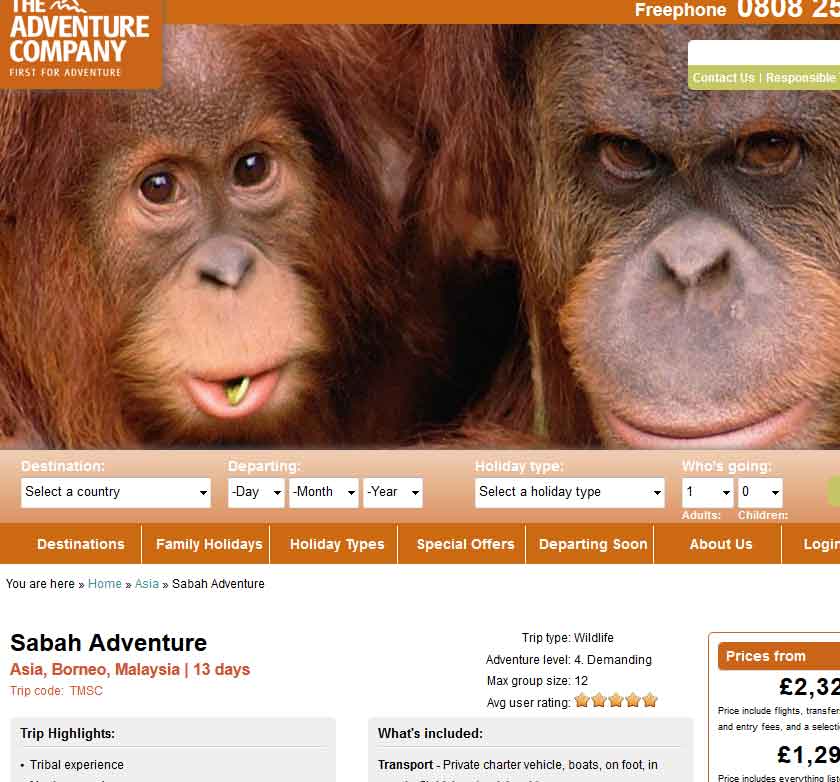 THE
ADVENTURE
COMPANY
FIRST FOR ADVENTURE
Freephone 0808 25
Contact Us | Responsible
Destination:
Departing:
Holiday type:
Who's going:
Select a country
-Day
-Month
-Year
Select a holiday type
1
0
Adults:
Children:
Destinations
Family Holidays
Holiday Types
Special Offers
Departing Soon
About Us
Login
You are here » Home » Asia » Sabah Adventure
Sabah Adventure
Asia, Borneo, Malaysia | 13 days
Trip code: TMSC
Trip type: Wildlife
Adventure level: 4. Demanding
Max group size: 12
Avg user rating:
Prices from
£2,32
Price include flights, transfer
and entry fees, and a selecti
£1,29
Price includes everything list
Trip Highlights:
• Tribal experience
What's included:
Transport - Private charter vehicle, boats, on foot, in